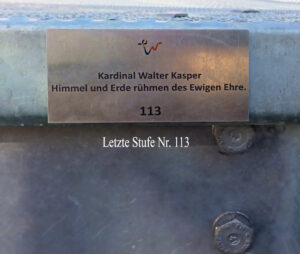 Kardinal Walter Kasper
Himmel und Erde rühmen des Ewigen Ehre.
113
Letzte Stufe Nr. 113